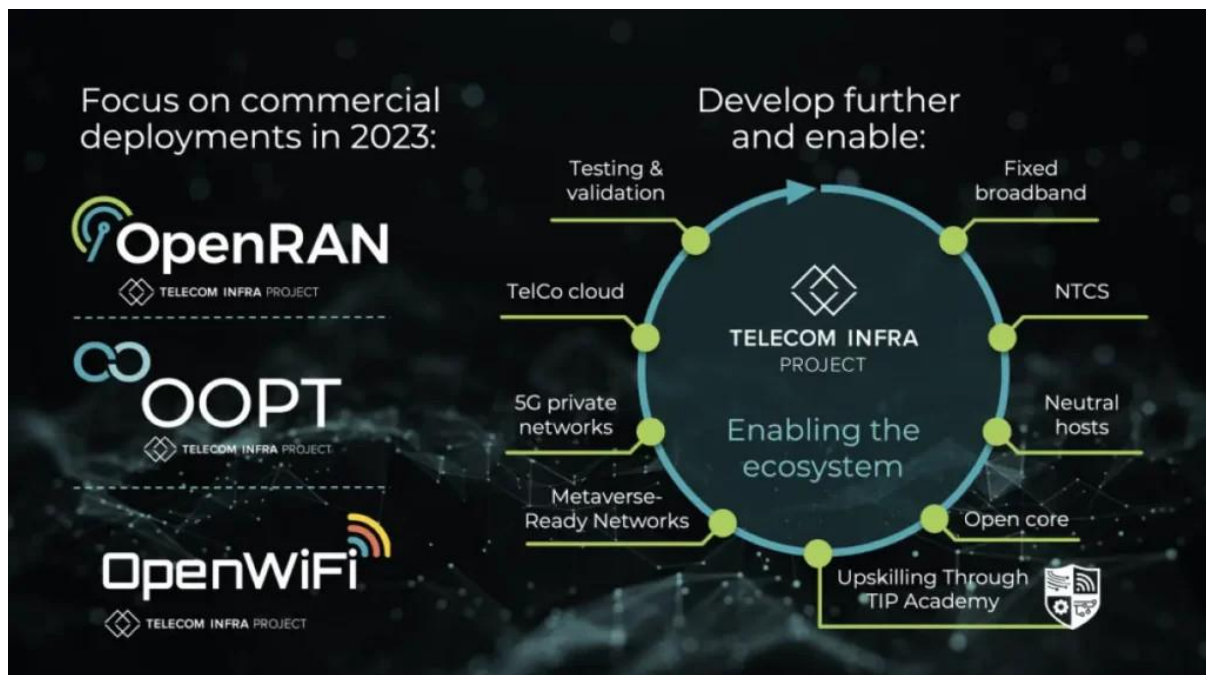 Focus on commercial
deployments in 2023:
OpenRAN
TELECOM INFRA PROJECT
OOPT
TELECOM INFRA PROJECT
OpenWiFi
TELECOM INFRA PROJECT
Develop further
and enable:
Testing &
validation
Fixed
broadband
TelCo cloud
NTCS
5G private
networks
Neutral
hosts
Metaverse-
Ready Networks
Open core
Upskilling Through
TIP Academy
TELECOM INFRA
PROJECT
Enabling the
ecosystem